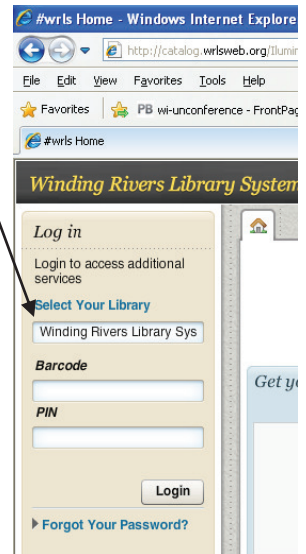 #wrls Home - Windows Internet Explore
http://catalog.wrlsweb.org/Ilumin
File Edit View Favorites Tools Help
Favorites PB wi-unconference - FrontPag
#wrls Home
Winding Rivers Library System
Log in
Login to access additional
services
Select Your Library
Winding Rivers Library Sys
Barcode
Get yo
PIN
Login
Forgot Your Password?